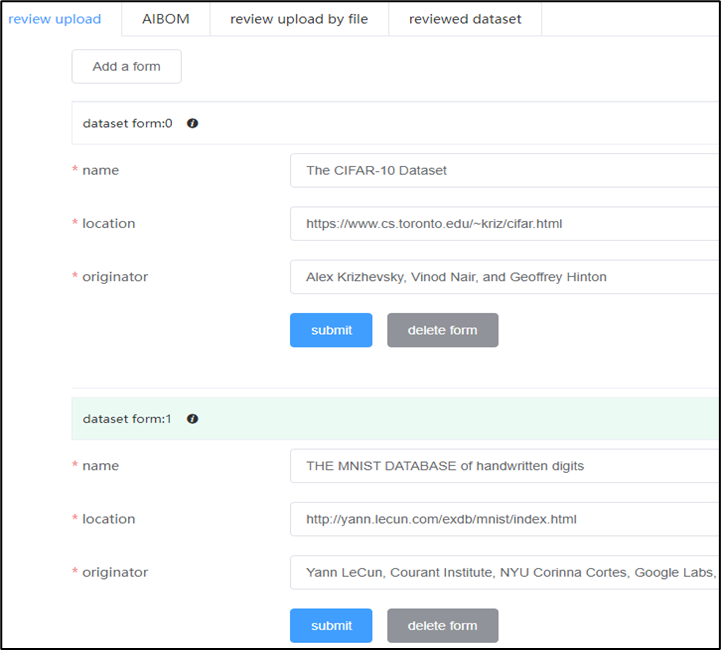 review upload AIBOM review upload by file reviewed dataset
Add a form
dataset form:0
* name The CIFAR-10 Dataset
* location https://www.cs.toronto.edu/~kriz/cifar.html
* originator Alex Krizhevsky, Vinod Nair, and Geoffrey Hinton
submit delete form
dataset form:1
* name THE MNIST DATABASE of handwritten digits
* location http://yann.lecun.com/exdb/mnist/index.html
* originator Yann LeCun, Courant Institute, NYU Corinna Cortes, Google Labs,
submit delete form